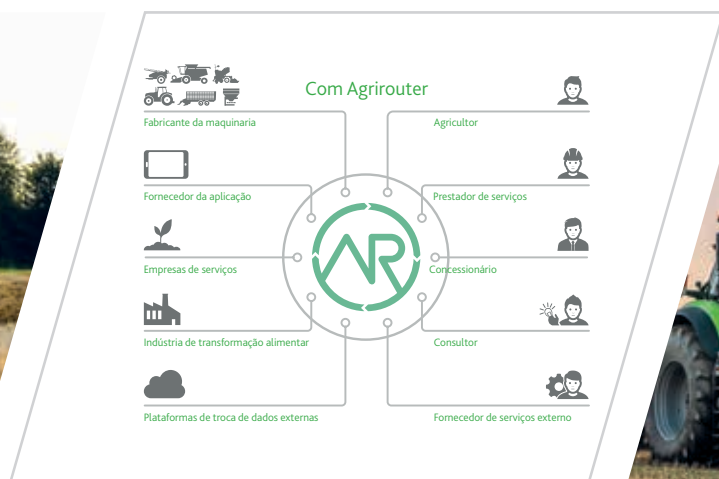 Com Agrirouter
Fabricante da maquinaria
Agricultor
Fornecedor da aplicação
Prestador de serviços
AR
Empresas de serviços
Concessionário
Indústria de transformação alimentar
Consultor
Plataformas de troca de dados externas
Fornecedor de serviços externo